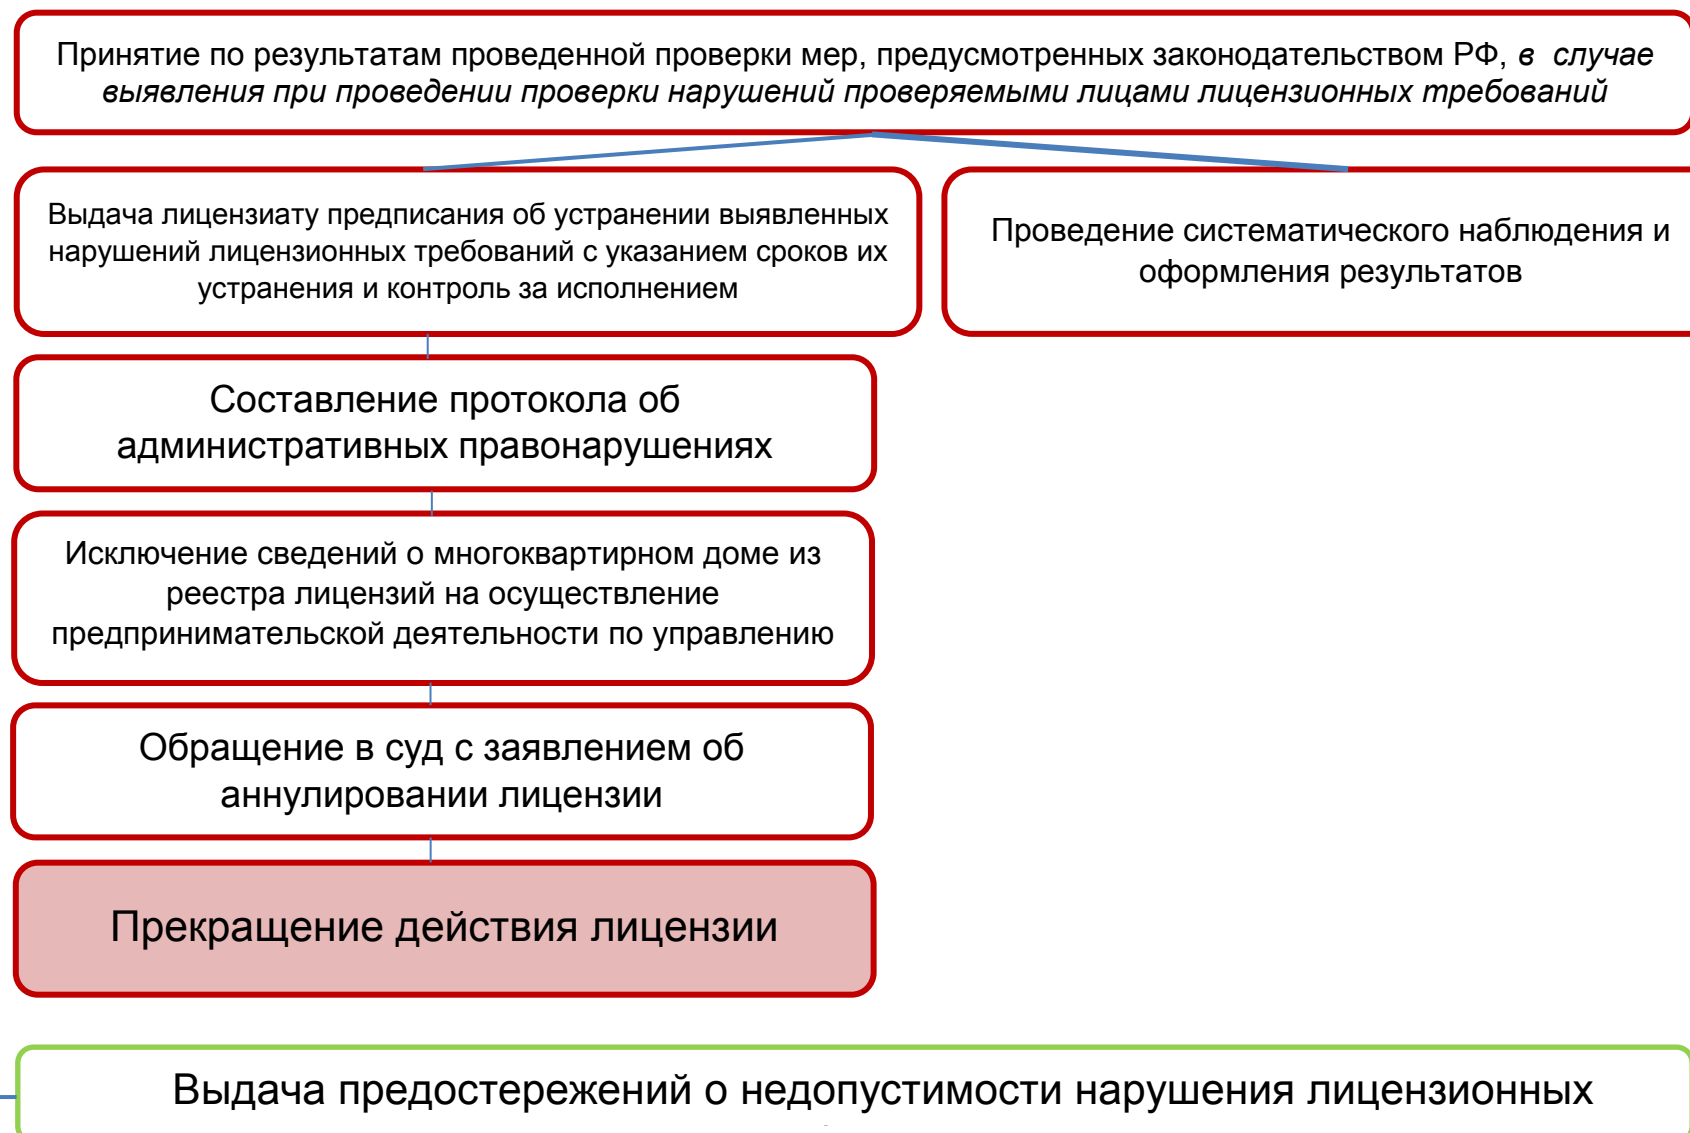 Принятие по результатам проведенной проверки мер, предусмотренных законодательством РФ, в случае
выявления при проведении проверки нарушений проверяемыми лицами лицензионных требований
Выдача лицензиату предписания об устранении выявленных
нарушений лицензионных требований с указанием сроков их
устранения и контроль за исполнением
Проведение систематического наблюдения и
оформления результатов
Составление протокола об
административных правонарушениях
Исключение сведений о многоквартирном доме из
реестра лицензий на осуществление
предпринимательской деятельности по управлению
Обращение в суд с заявлением об
аннулировании лицензии
Прекращение действия лицензии
Выдача предостережений о недопустимости нарушения лицензионных